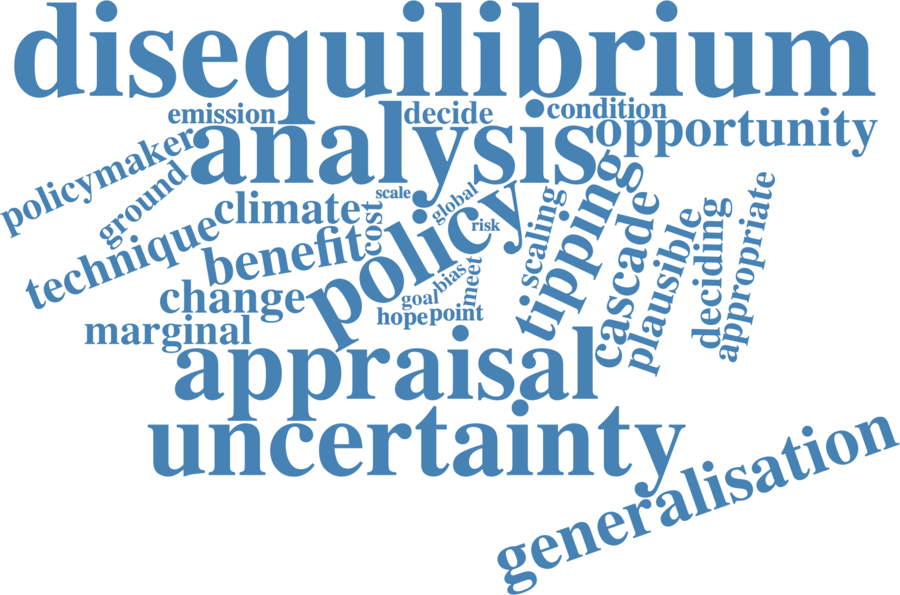 disequilibrium
emission
decide
condition
analysis
opportunity
policymaker
ground
technique
climate
scale
cost
global
risk
policy
benefit
change
marginal
goal
bias
meet
hope
point
scaling
tipping
cascade
plausible
deciding
appropriate
appraisal
uncertainty
generalisation